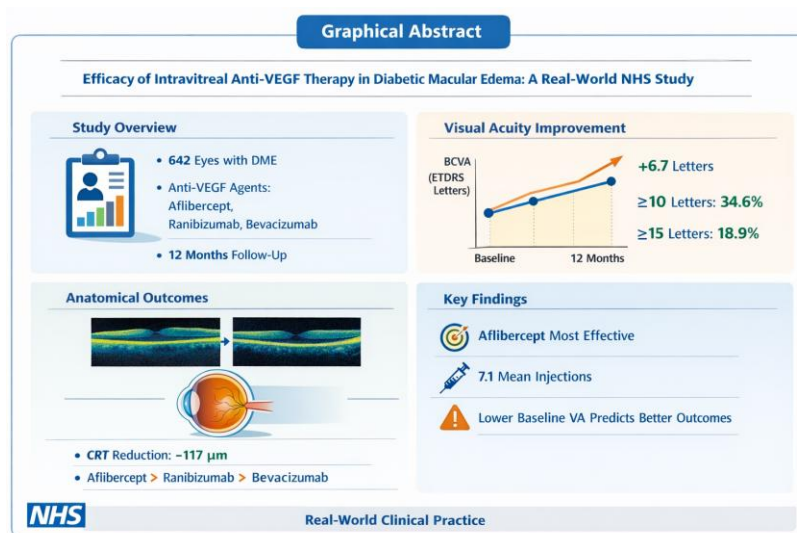 Graphical Abstract
Efficacy of Intravitreal Anti-VEGF Therapy in Diabetic Macular Edema: A Real-World NHS Study
Study Overview
• 642 Eyes with DME
• Anti-VEGF Agents:
Aflibercept,
Ranibizumab, Bevacizumab
• 12 Months Follow-Up
Visual Acuity Improvement
BCVA
(ETDRS
Letters)
Baseline
12 Months
+6.7 Letters
≥10 Letters: 34.6%
≥15 Letters: 18.9%
Anatomical Outcomes
• CRT Reduction: −117 μm
• Aflibercept > Ranibizumab > Bevacizumab
Key Findings
Aflibercept Most Effective
7.1 Mean Injections
Lower Baseline VA Predicts Better Outcomes
NHS
Real-World Clinical Practice